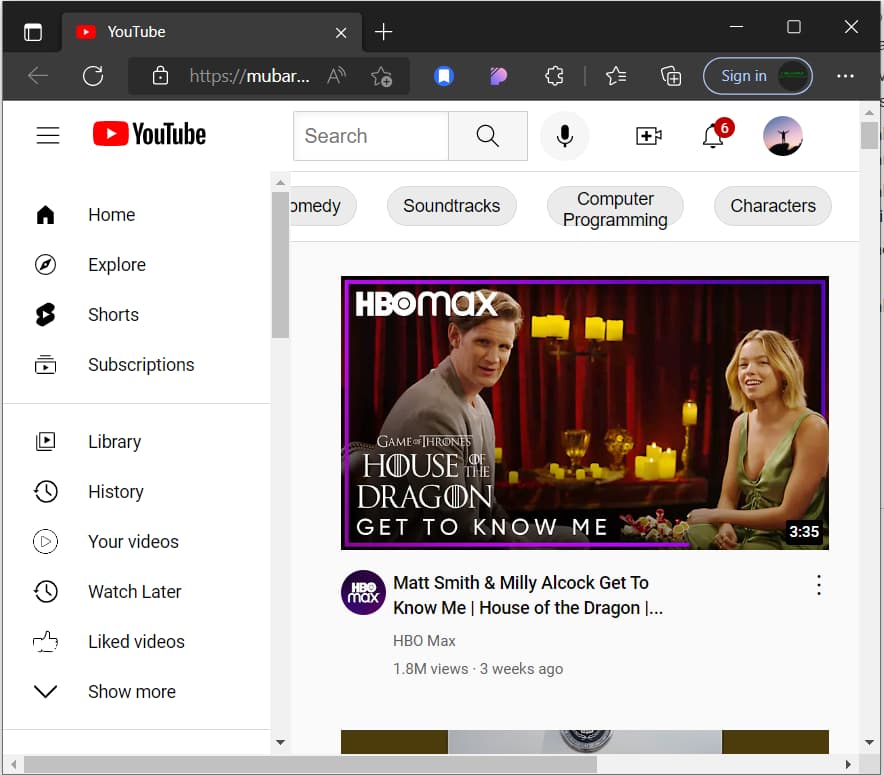 YouTube
https://mubar...
Sign in
YouTube
Search
6
Home
Explore
Shorts
Subscriptions
Library
History
Your videos
Watch Later
Liked videos
Show more
omedy
Soundtracks
Computer
Programming
Characters
HBOmax
GAME OF THRONES
HOUSE OF THE
DRAGON
GET TO KNOW ME
3:35
HBO
max
Matt Smith & Milly Alcock Get To
Know Me | House of the Dragon |...
HBO Max
1.8M views · 3 weeks ago